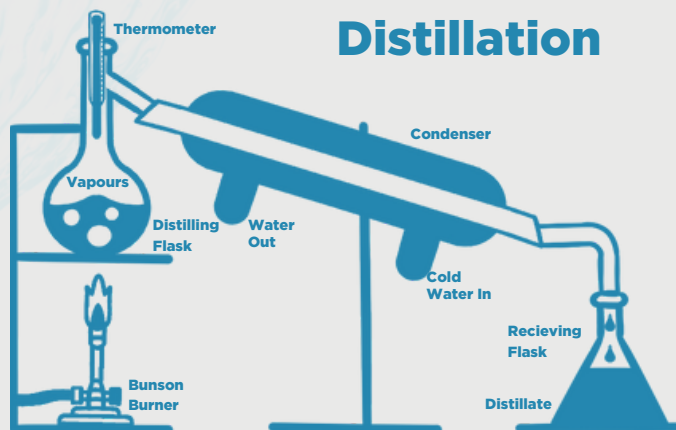 Distillation
Thermometer
Condenser
Vapours
Distilling
Flask
Water
Out
Cold
Water In
Recieving
Flask
Bunson
Burner
Distillate